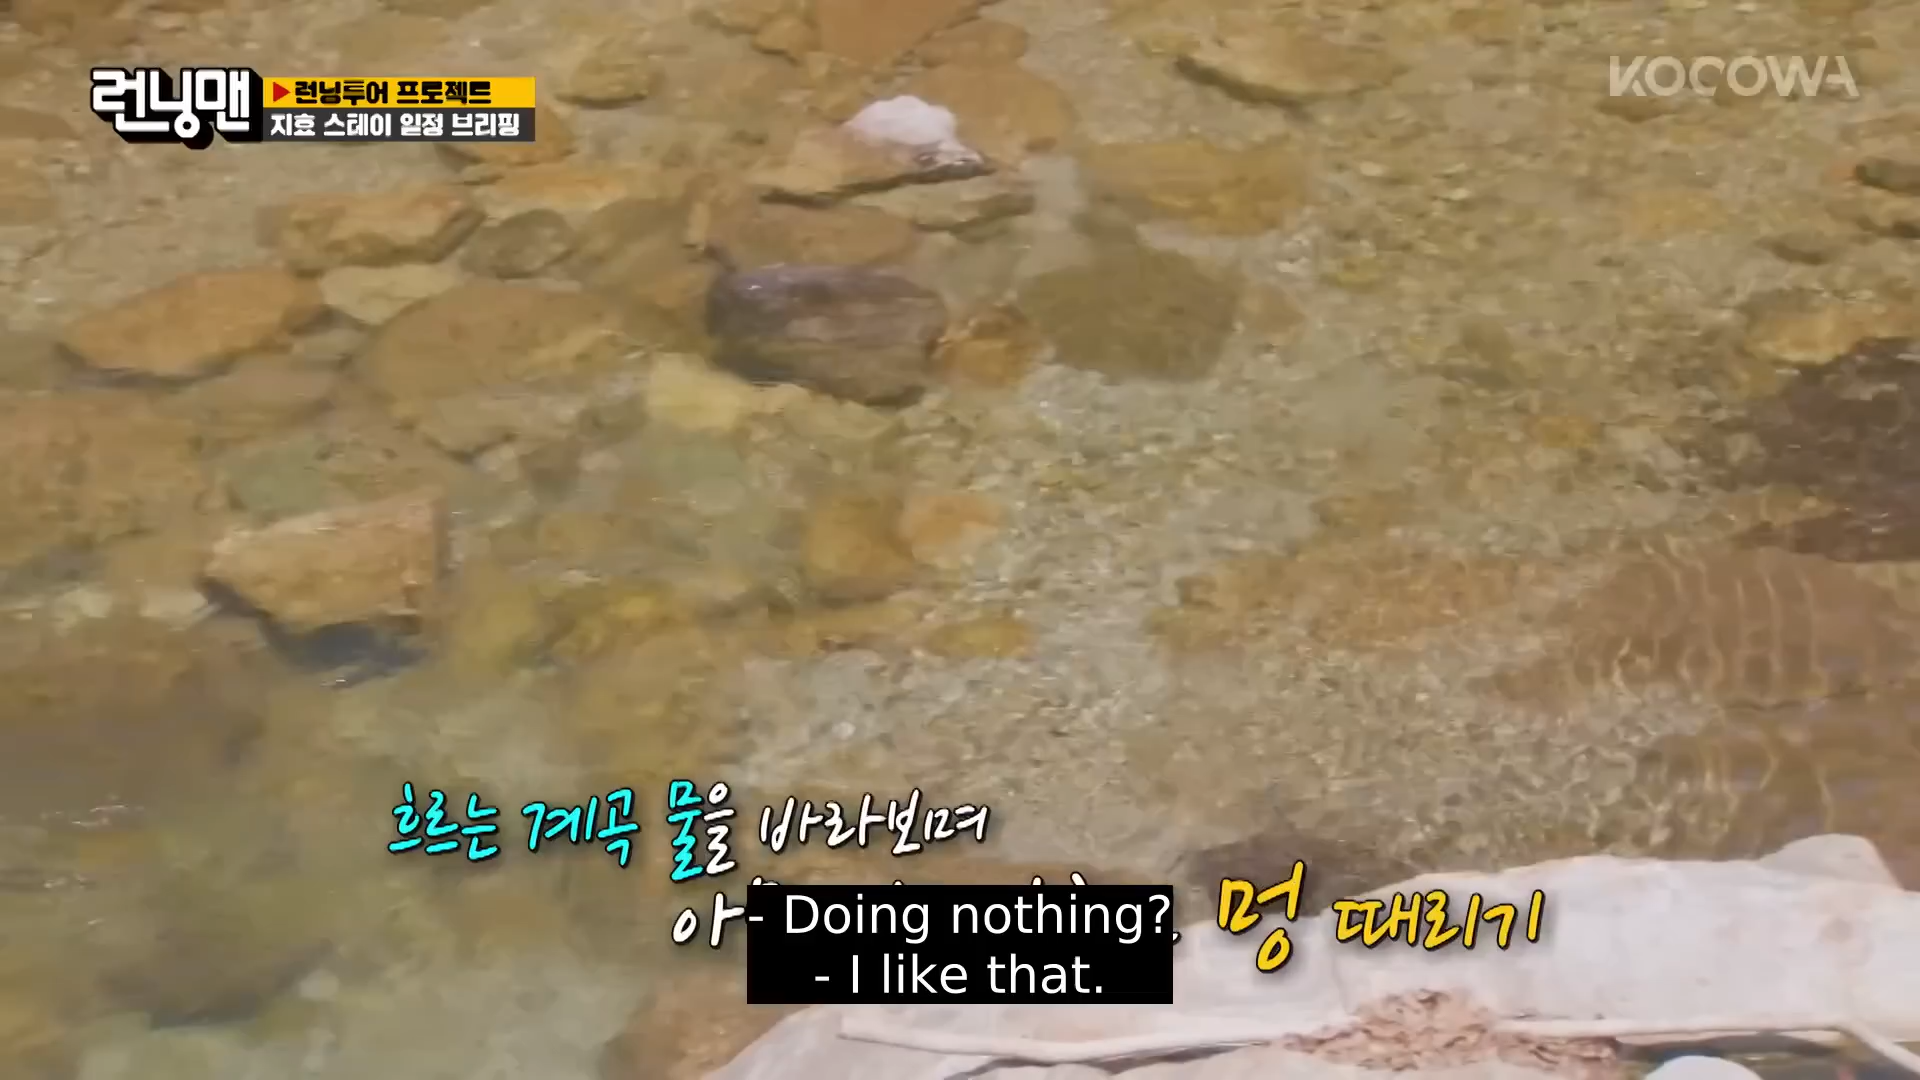 런닝맨
런닝투어 프로젝트
지효 스테이 일정 브리핑
KOCOWA
흐르는 계곡 물을 바라보며
멍 때리기
- Doing nothing?
- I like that.